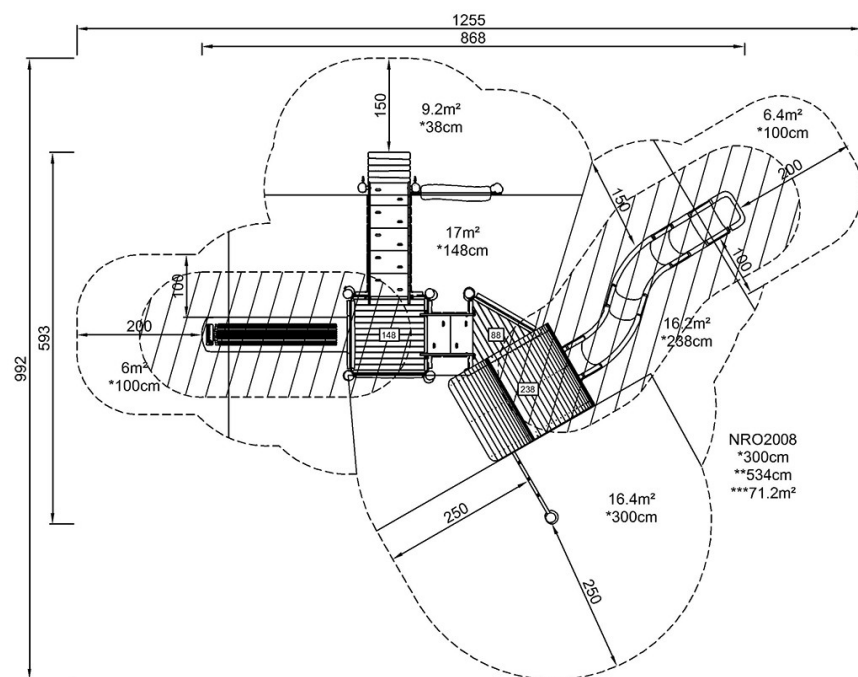 1255
868
150
9.2m²
*38cm
6.4m²
*100cm
200
150
17m²
*148cm
100
100
593
992
200
148
88
16.2m²
*238cm
6m²
*100cm
238
NRO2008
*300cm
**534cm
***71.2m²
16.4m²
*300cm
250
250